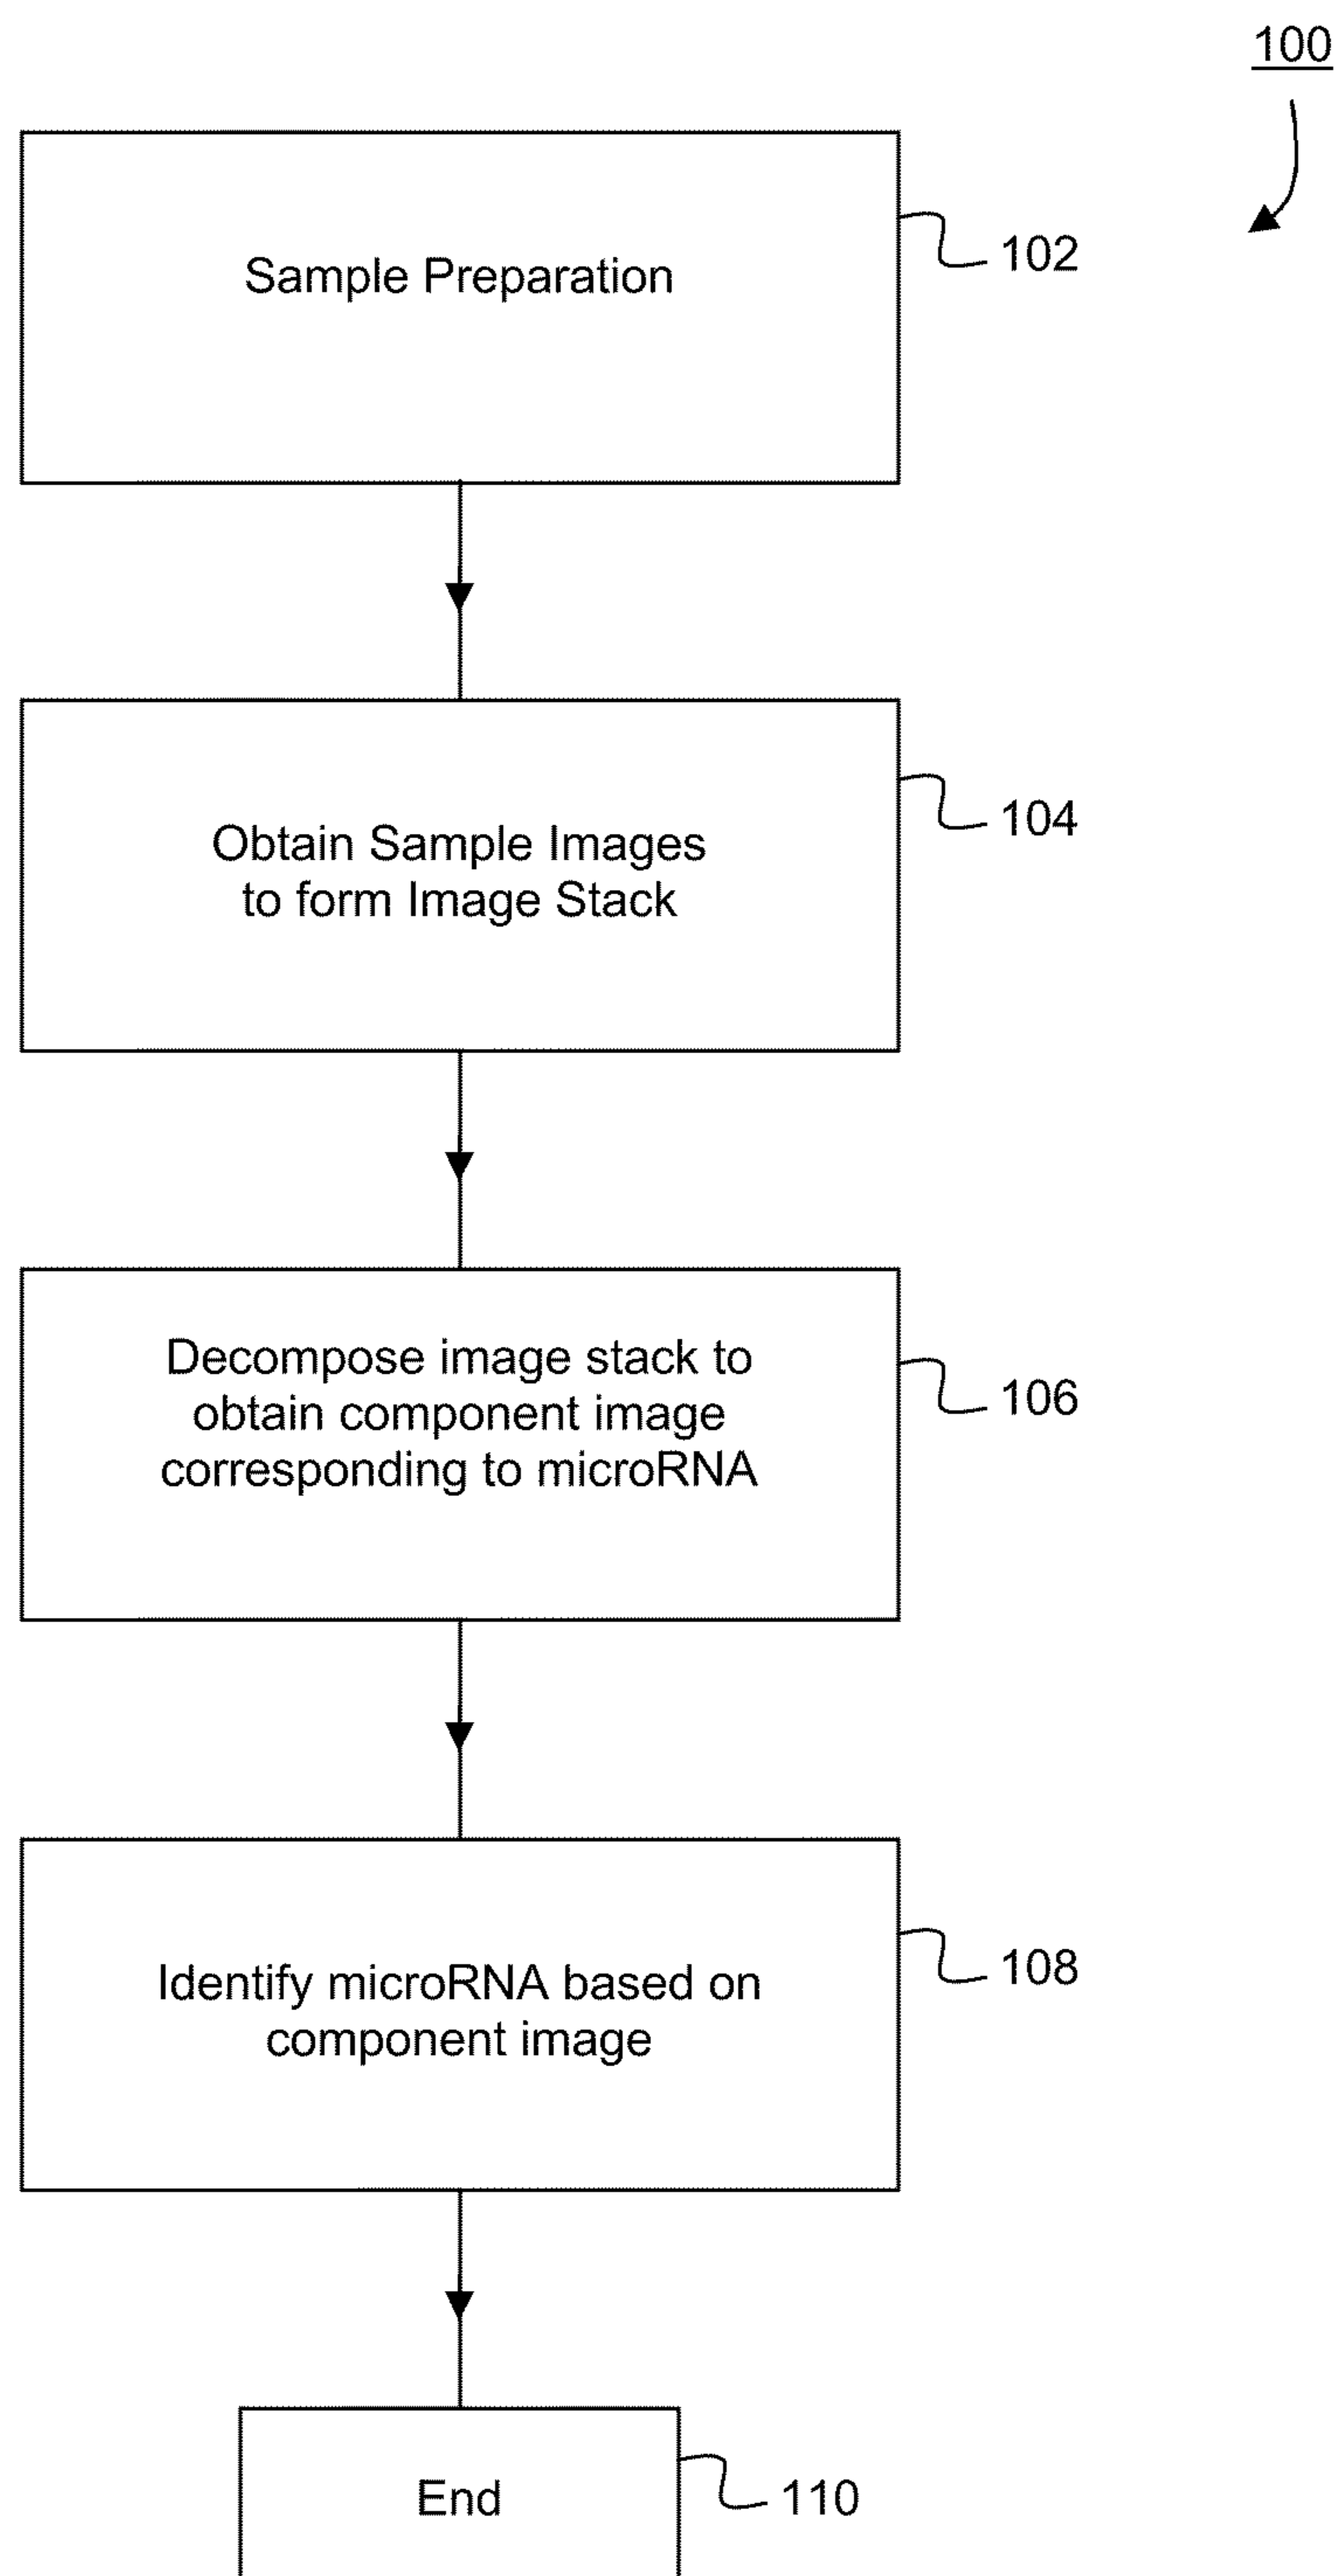 100
Sample Preparation
102
Obtain Sample Images
to form Image Stack
104
Decompose image stack to
obtain component image
corresponding to microRNA
106
Identify microRNA based on
component image
108
End
110